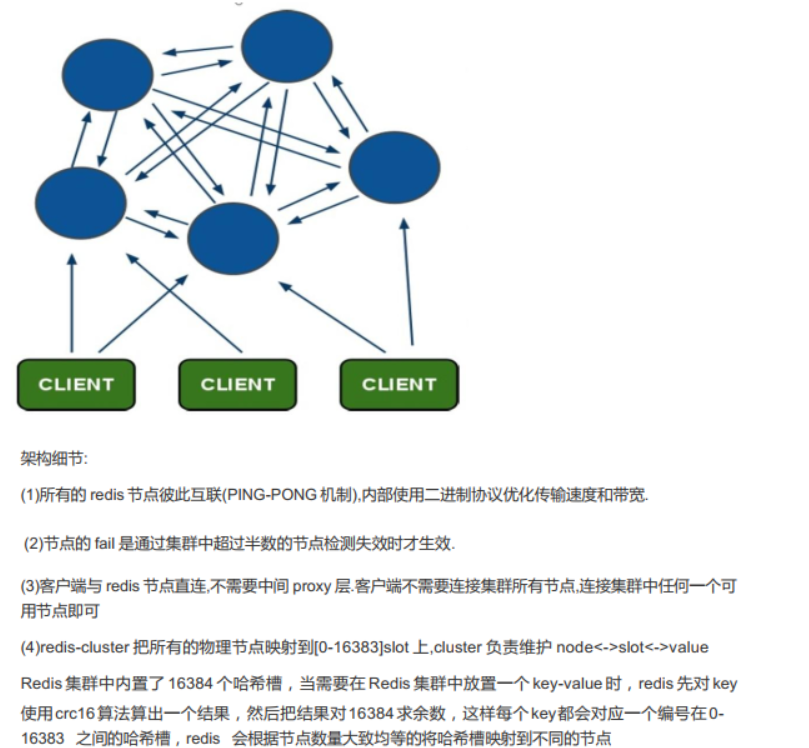 CLIENT CLIENT CLIENT
架构细节:
(1)所有的 redis 节点彼此互联(PING-PONG 机制),内部使用二进制协议优化传输速度和带宽.
(2)节点的 fail 是通过集群中超过半数的节点检测失效时才生效.
(3)客户端与 redis 节点直连,不需要中间 proxy 层.客户端不需要连接集群所有节点,连接集群中任何一个可
用节点即可
(4)redis-cluster 把所有的物理节点映射到[0-16383]slot 上,cluster 负责维护 node<->slot<->value
Redis 集群中内置了 16384 个哈希槽，当需要在 Redis 集群中放置一个 key-value 时，redis 先对 key
使用 crc16 算法算出一个结果，然后把结果对 16384 求余数，这样每个 key 都会对应一个编号在 0-
16383 之间的哈希槽，redis 会根据节点数量大致均等的将哈希槽映射到不同的节点